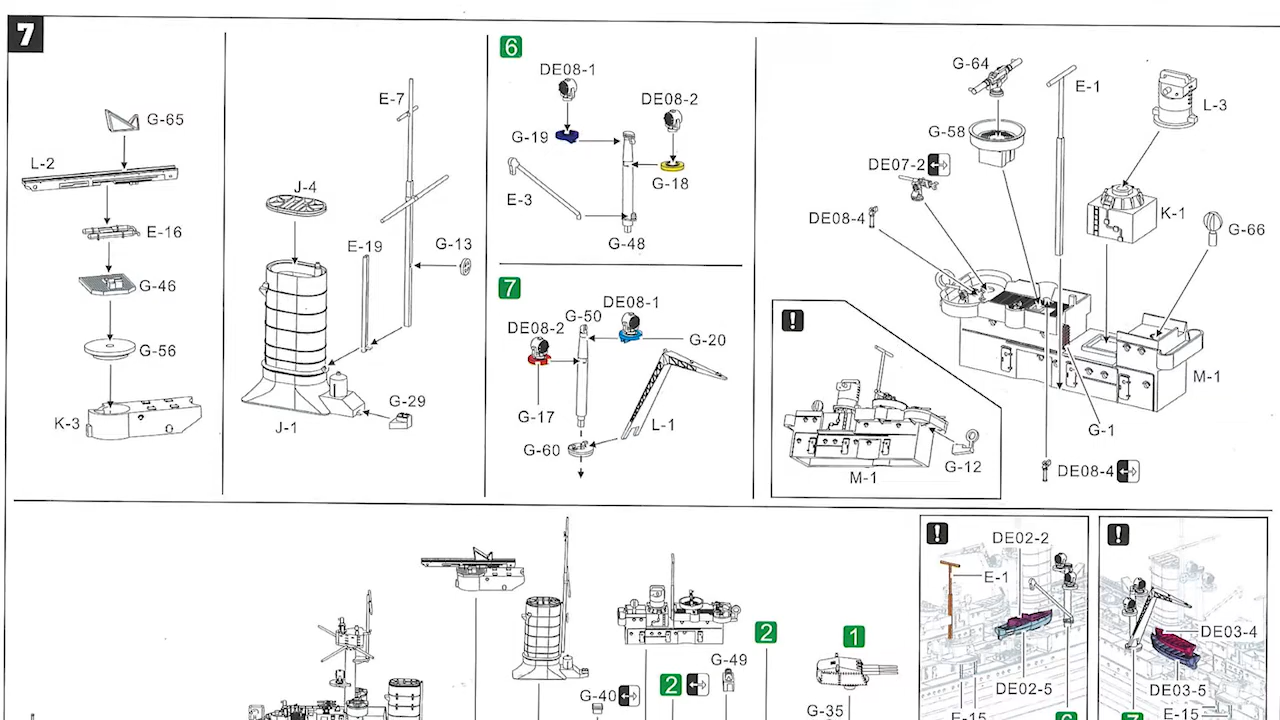 7
G-65
L-2
E-16
G-46
G-56
K-3
E-7
J-4
E-19
G-13
G-29
J-1
6
DE08-1
DE08-2
G-19
G-18
E-3
G-48
7
DE08-1
G-50
DE08-2
G-20
G-17
L-1
G-60
G-64
E-1
L-3
G-58
DE07-2
DE08-4
K-1
G-66
!
M-1
G-1
G-12
M-1
DE08-4
2
1
G-49
2
G-40
G-35
!
DE02-2
E-1
DE02-5
E-15
6
!
DE03-4
DE03-5
E-15
7